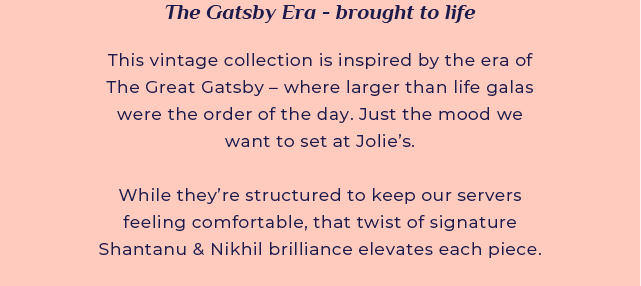 The Gatsby Era - brought to life
This vintage collection is inspired by the era of
The Great Gatsby – where larger than life galas
were the order of the day. Just the mood we
want to set at Jolie’s.
While they’re structured to keep our servers
feeling comfortable, that twist of signature
Shantanu & Nikhil brilliance elevates each piece.